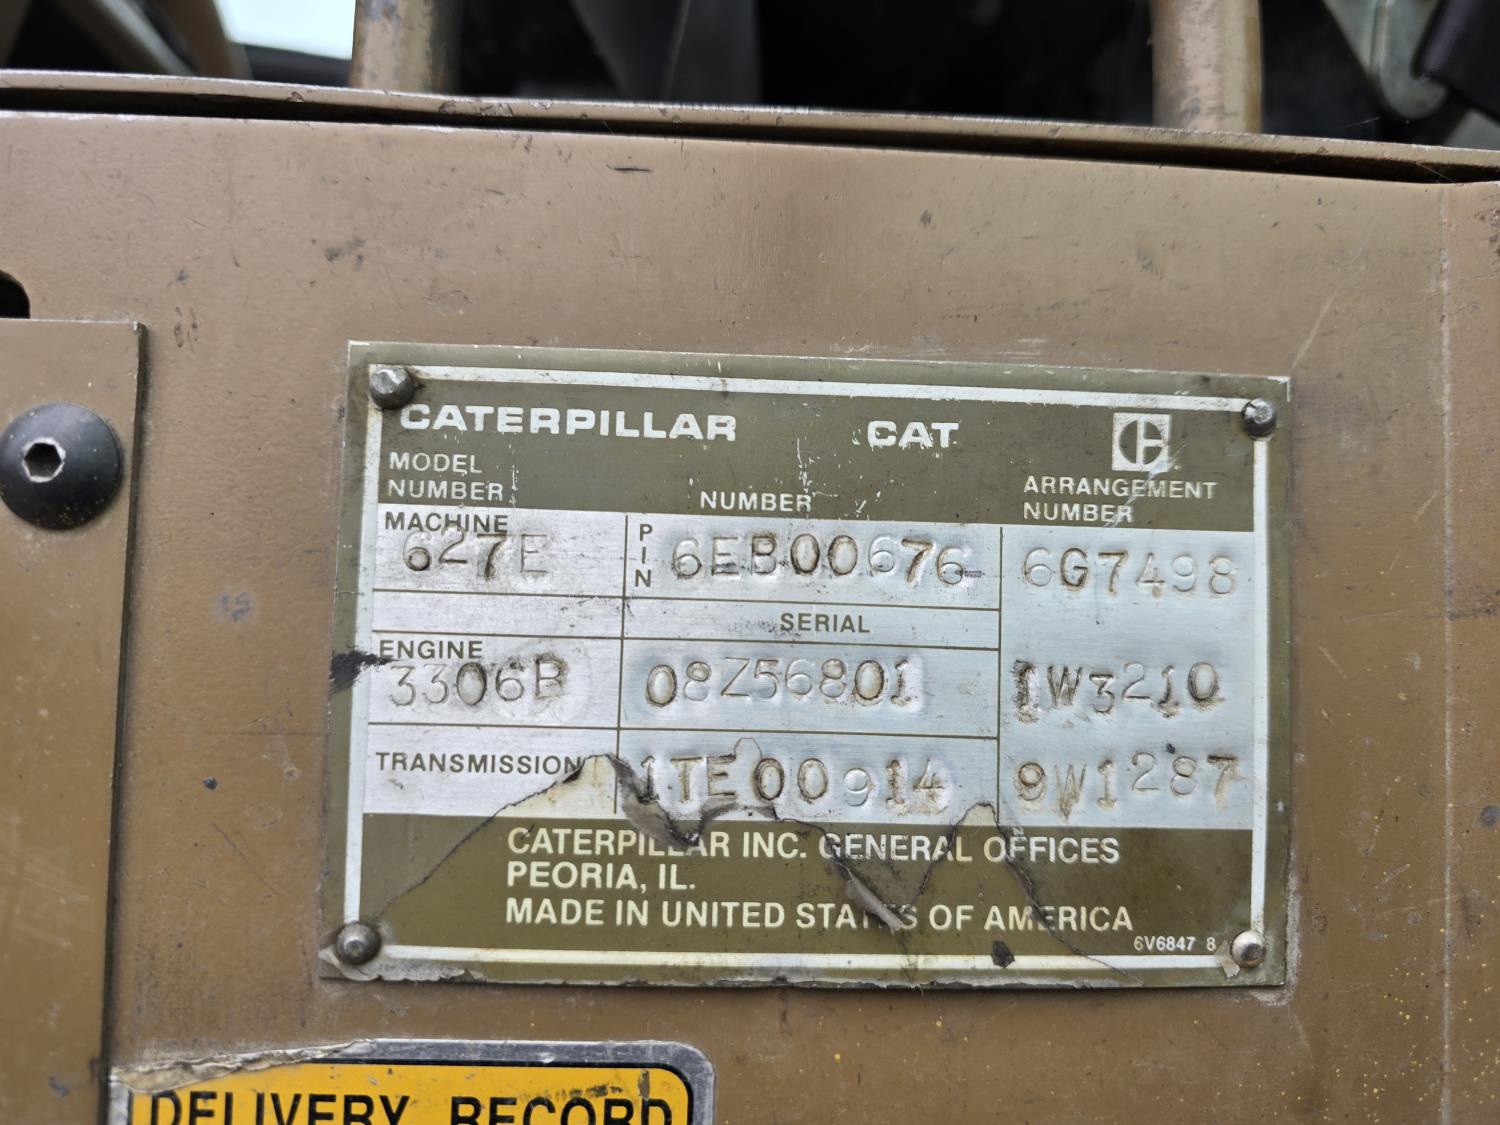 CATERPILLAR CAT
MODEL NUMBER NUMBER ARRANGEMENT NUMBER
MACHINE 627E PIN 6EB00676 6G7498
SERIAL
ENGINE 3306B 08Z56801 1W3210
TRANSMISSION 1TE00914 9W1287
CATERPILLAR INC. GENERAL OFFICES
PEORIA, IL.
MADE IN UNITED STATES OF AMERICA
6V6847 8
DELIVERY RECORD